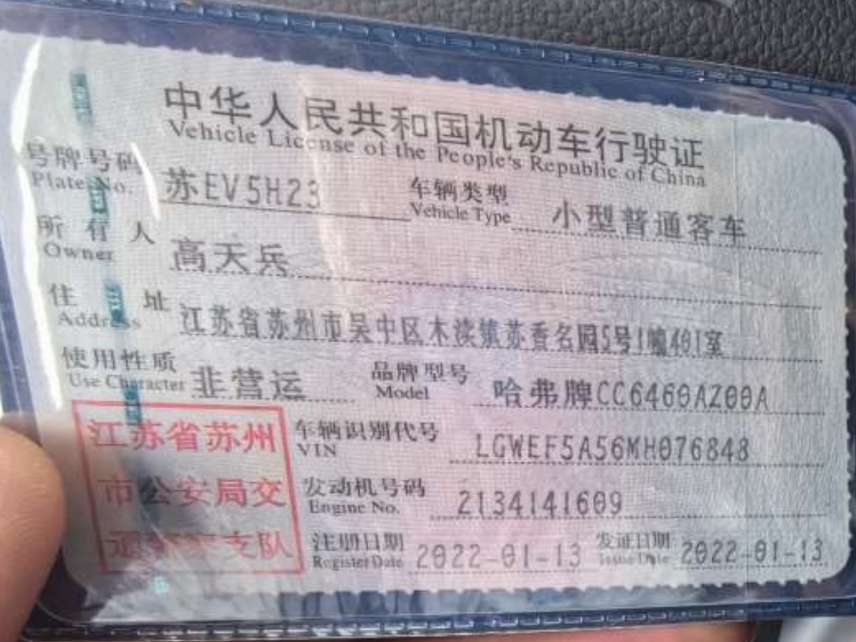 中华人民共和国机动车行驶证
Vehicle License of the People's Republic of China
号牌号码 苏EV5H23 车辆类型 小型普通客车
Plate No. Vehicle Type
所有人 高天兵
Owner
住址 江苏省苏州市吴中区木渎镇苏香名园5号1幢401室
Address
使用性质 非营运 品牌型号 哈弗牌CC6460AZ00A
Use Character Model
江苏省苏州 车辆识别代号 LGWEF5A56MH076848
VIN
市公安局交 发动机号码 2134141609
Engine No.
支队 注册日期 2022-01-13 发证日期 2022-01-13
Register Date Issue Date